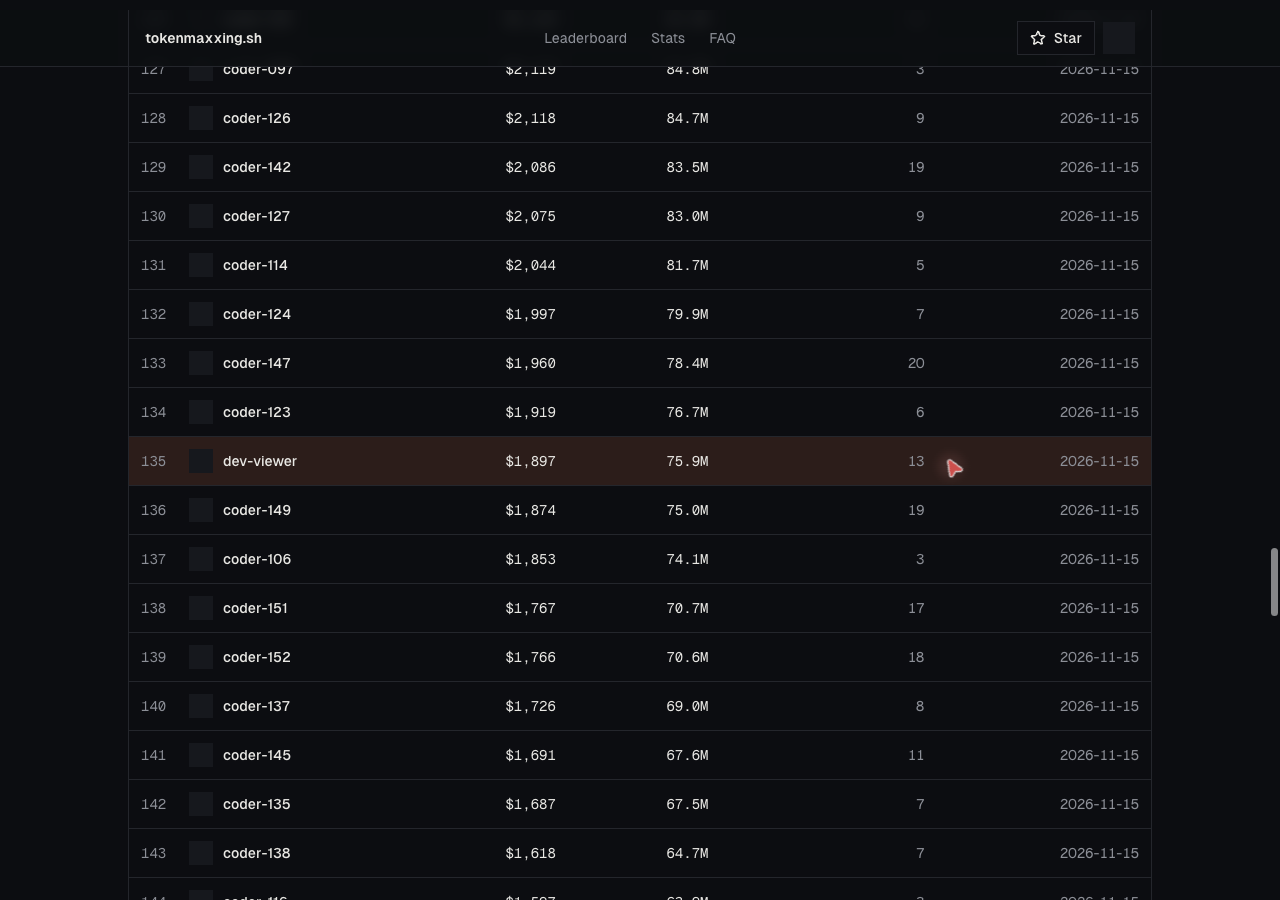 tokenmaxxing.sh Leaderboard Stats FAQ Star
127 coder-097 $2,119 84.8M 3 2026-11-15
128 coder-126 $2,118 84.7M 9 2026-11-15
129 coder-142 $2,086 83.5M 19 2026-11-15
130 coder-127 $2,075 83.0M 9 2026-11-15
131 coder-114 $2,044 81.7M 5 2026-11-15
132 coder-124 $1,997 79.9M 7 2026-11-15
133 coder-147 $1,960 78.4M 20 2026-11-15
134 coder-123 $1,919 76.7M 6 2026-11-15
135 dev-viewer $1,897 75.9M 13 2026-11-15
136 coder-149 $1,874 75.0M 19 2026-11-15
137 coder-106 $1,853 74.1M 3 2026-11-15
138 coder-151 $1,767 70.7M 17 2026-11-15
139 coder-152 $1,766 70.6M 18 2026-11-15
140 coder-137 $1,726 69.0M 8 2026-11-15
141 coder-145 $1,691 67.6M 11 2026-11-15
142 coder-135 $1,687 67.5M 7 2026-11-15
143 coder-138 $1,618 64.7M 7 2026-11-15